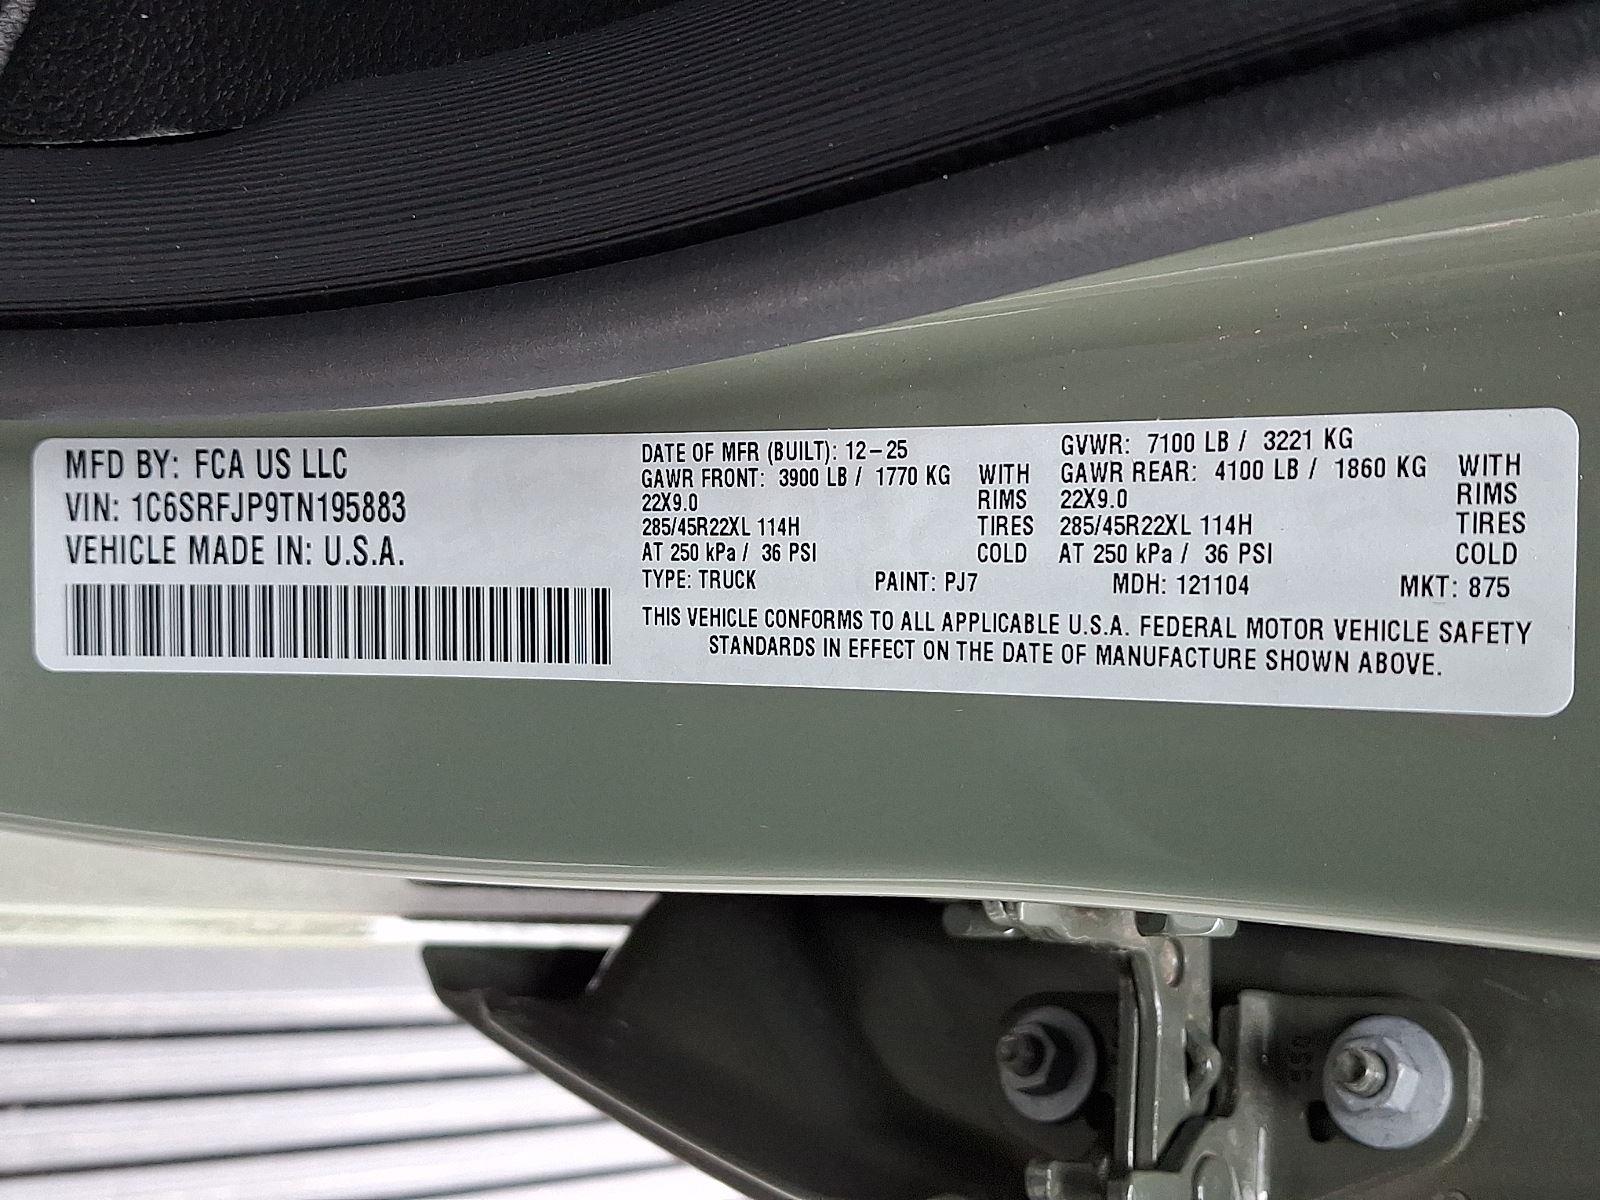 MFD BY: FCA US LLC
VIN: 1C6SRFJP9TN195883
VEHICLE MADE IN: U.S.A.
DATE OF MFR (BUILT): 12-25
GAWR FRONT: 3900 LB / 1770 KG WITH
22X9.0 RIMS
285/45R22XL 114H TIRES
AT 250 kPa / 36 PSI COLD
GVWR: 7100 LB / 3221 KG
GAWR REAR: 4100 LB / 1860 KG WITH
22X9.0 RIMS
285/45R22XL 114H TIRES
AT 250 kPa / 36 PSI COLD
TYPE: TRUCK PAINT: PJ7 MDH: 121104 MKT: 875
THIS VEHICLE CONFORMS TO ALL APPLICABLE U.S.A. FEDERAL MOTOR VEHICLE SAFETY
STANDARDS IN EFFECT ON THE DATE OF MANUFACTURE SHOWN ABOVE.